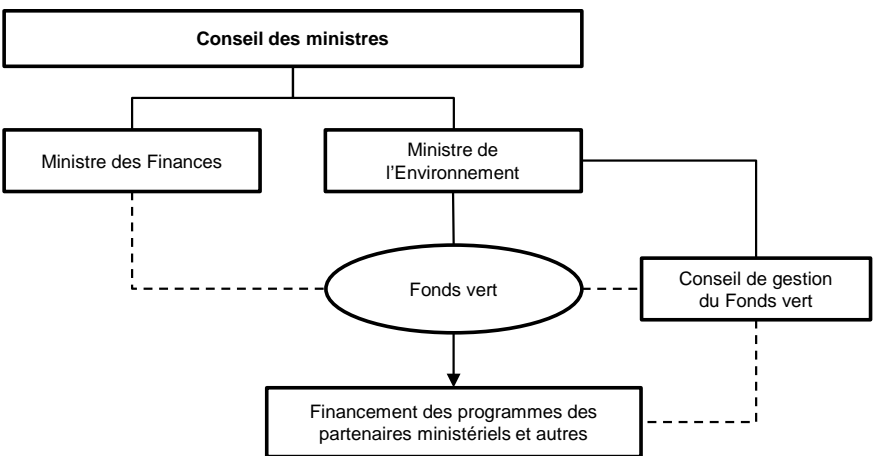 Conseil des ministres
Ministre des Finances
Ministre de
l'Environnement
Fonds vert
Conseil de gestion
du Fonds vert
Financement des programmes des
partenaires ministériels et autres